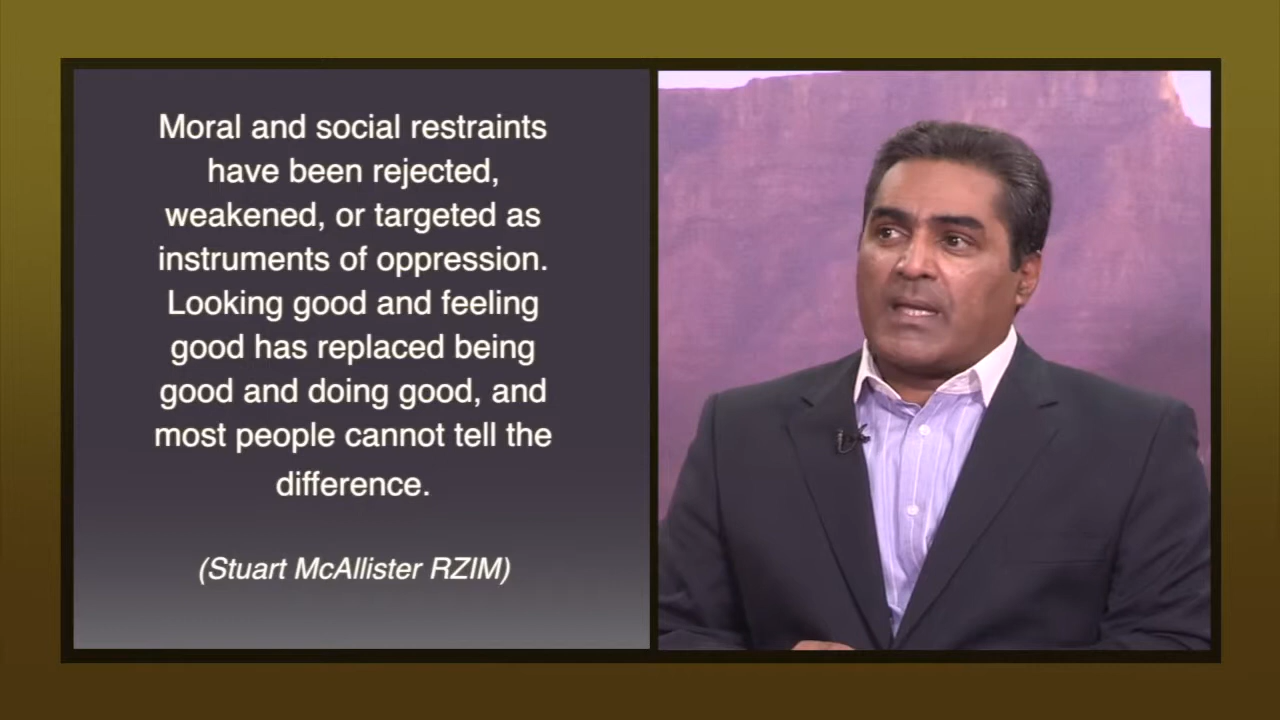 Moral and social restraints
have been rejected,
weakened, or targeted as
instruments of oppression.
Looking good and feeling
good has replaced being
good and doing good, and
most people cannot tell the
difference.
(Stuart McAllister RZIM)